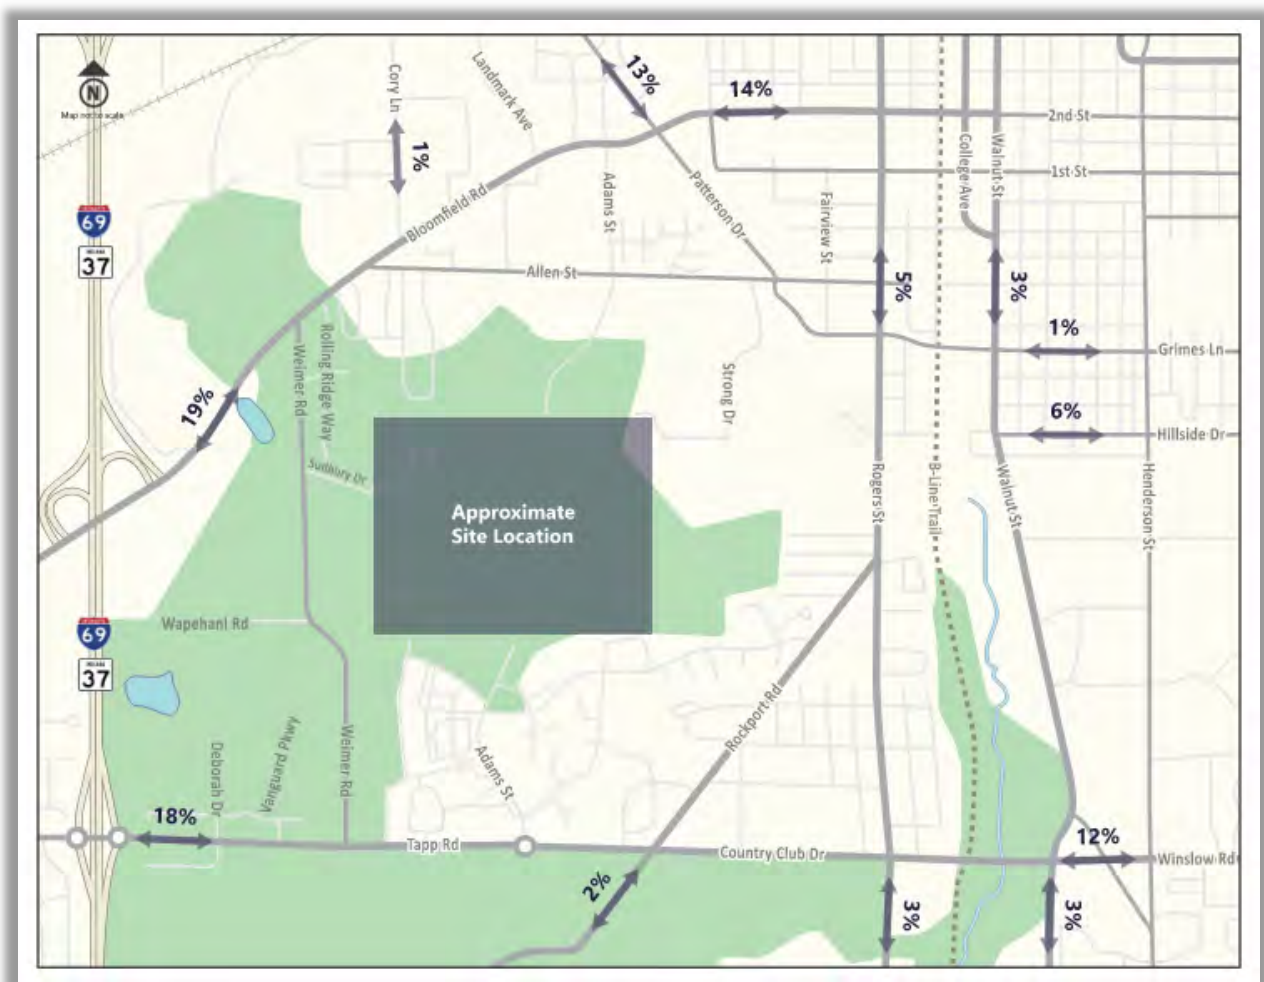 N
Map not to scale
Cory Ln
Landmark Ave
13%
14%
2nd St
1%
College Ave
Walnut St
1st St
69
37
Bloomfield Rd
Adams St
Patterson Dr
Fairview St
Allen St
5%
3%
1%
Grimes Ln
Weimer Rd
Rolling Ridge Way
Strong Dr
19%
6%
Hillside Dr
Sudbury Dr
Approximate
Site Location
Rogers St
B-Line Trail
Walnut St
Henderson St
69
37
Wapehani Rd
Rockport Rd
Deborah Dr
Vanguard Pkwy
Weimer Rd
Adams St
18%
Tapp Rd
Country Club Dr
12%
Winslow Rd
2%
3%
3%